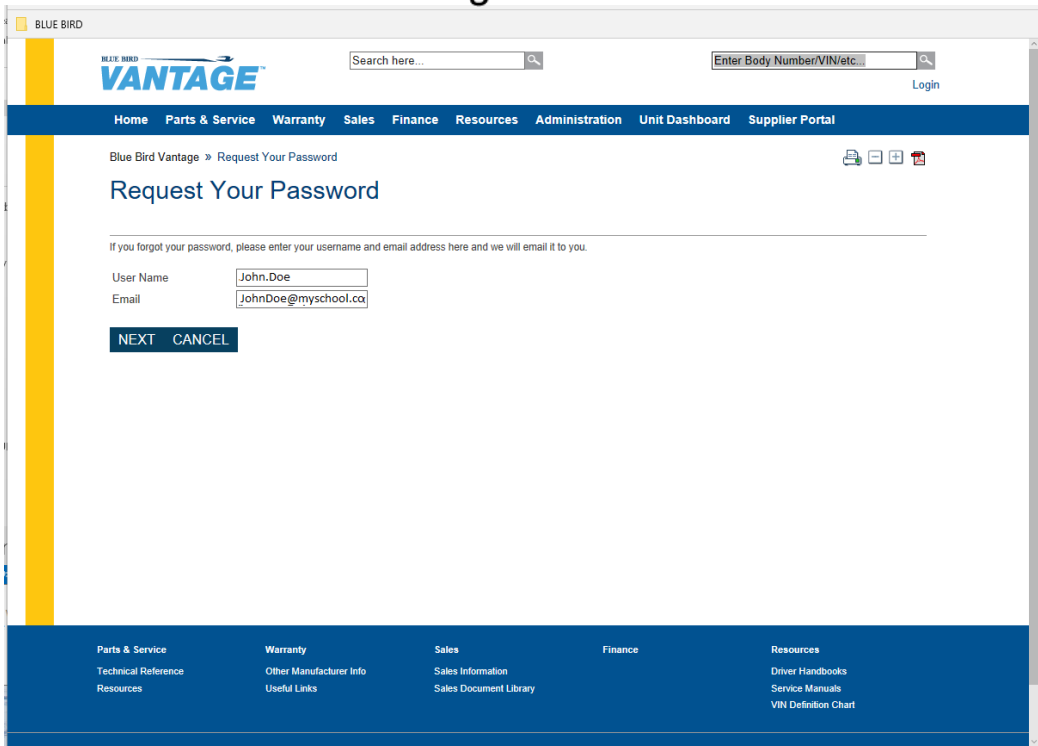 BLUE BIRD
BLUE BIRD
VANTAGE™
Search here...
Enter Body Number/VIN/etc...
Login
Home Parts & Service Warranty Sales Finance Resources Administration Unit Dashboard Supplier Portal
Blue Bird Vantage » Request Your Password
Request Your Password
If you forgot your password, please enter your username and email address here and we will email it to you.
User Name John.Doe
Email JohnDoe@myschool.co
NEXT CANCEL
Parts & Service Warranty Sales Finance Resources
Technical Reference Other Manufacturer Info Sales Information Driver Handbooks
Resources Useful Links Sales Document Library Service Manuals
VIN Definition Chart